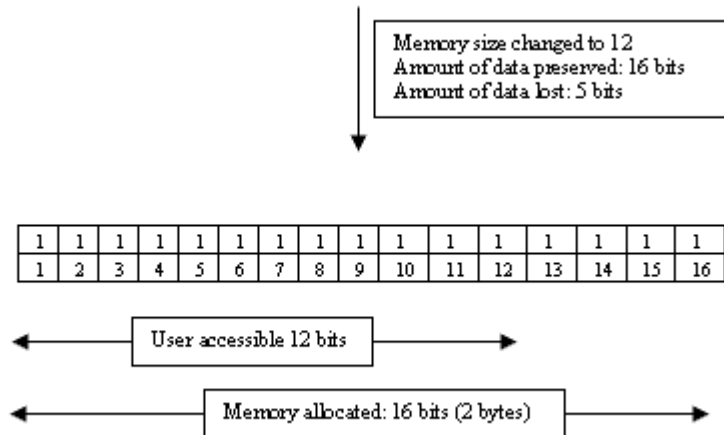 Memory size changed to 12
Amount of data preserved: 16 bits
Amount of data lost: 5 bits
1 1 1 1 1 1 1 1 1 1 1 1 1 1 1 1
1 2 3 4 5 6 7 8 9 10 11 12 13 14 15 16
User accessible 12 bits
Memory allocated: 16 bits (2 bytes)